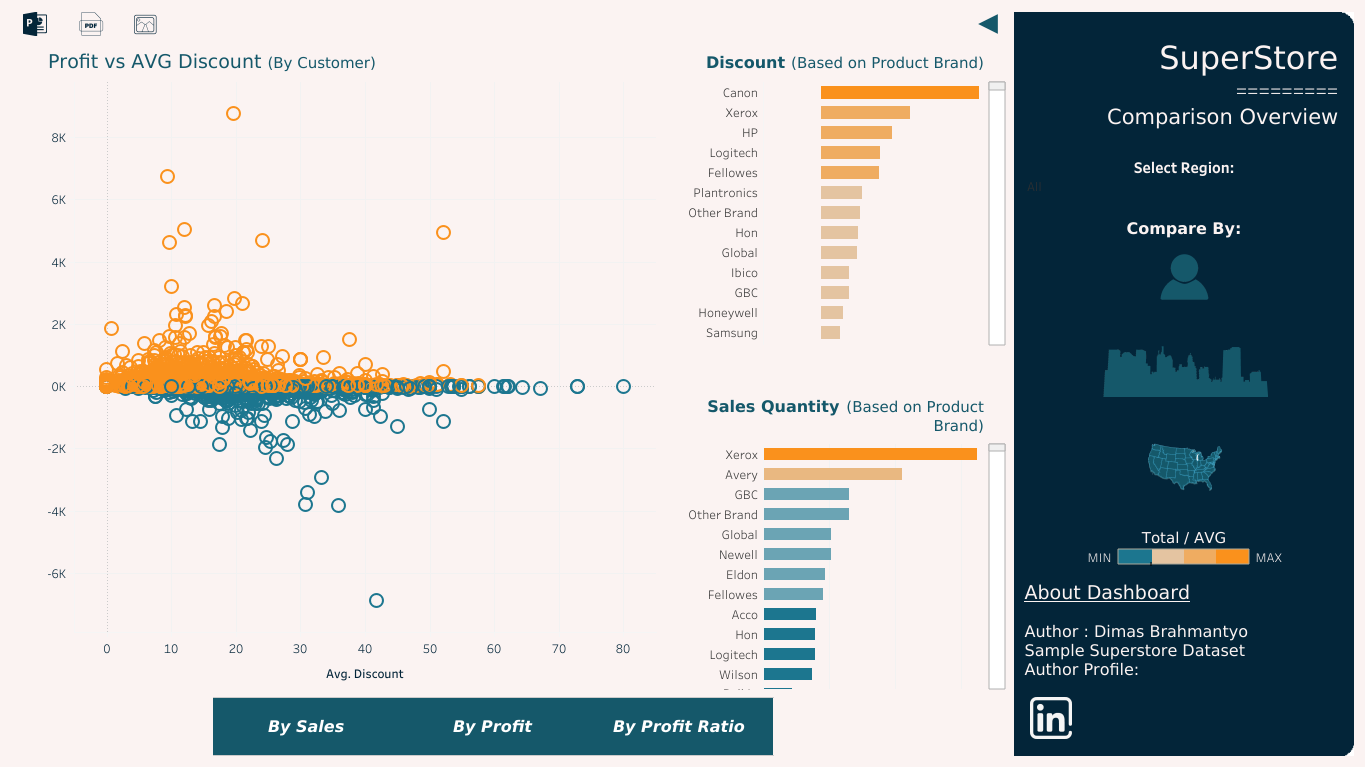 PDF
Profit vs AVG Discount (By Customer)
8K
6K
4K
2K
0K
-2K
-4K
-6K
0 10 20 30 40 50 60 70 80
Avg. Discount
Discount (Based on Product Brand)
Canon
Xerox
HP
Logitech
Fellowes
Plantronics
Other Brand
Hon
Global
Ibico
GBC
Honeywell
Samsung
Sales Quantity (Based on Product
Brand)
Xerox
Avery
GBC
Other Brand
Global
Newell
Eldon
Fellowes
Acco
Hon
Logitech
Wilson
By Sales By Profit By Profit Ratio
SuperStore
=========
Comparison Overview
Select Region:
All
Compare By:
Total / AVG
MIN MAX
About Dashboard
Author : Dimas Brahmantyo
Sample Superstore Dataset
Author Profile:
in